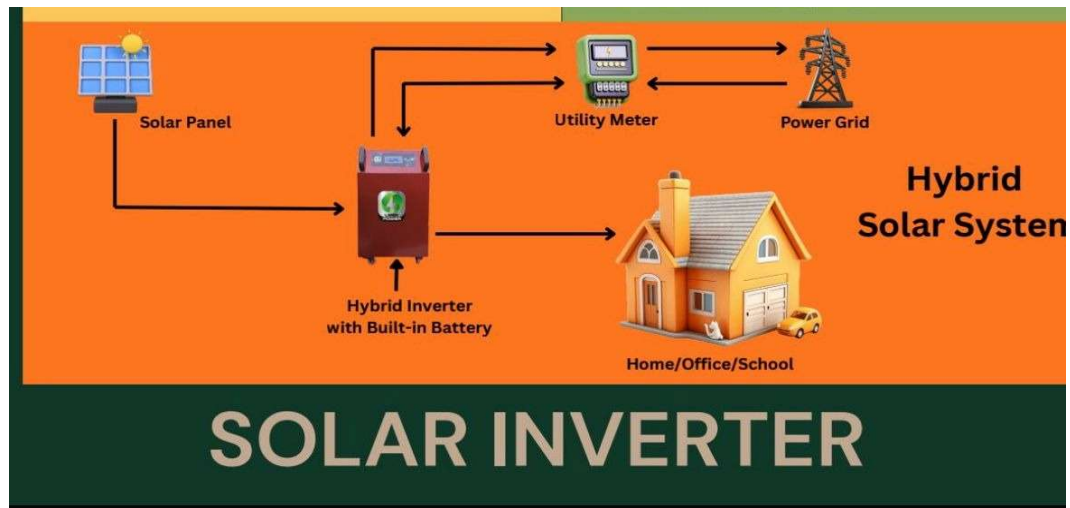 Solar Panel
Utility Meter
Power Grid
Hybrid
Solar System
Hybrid Inverter
with Built-in Battery
Home/Office/School
SOLAR INVERTER